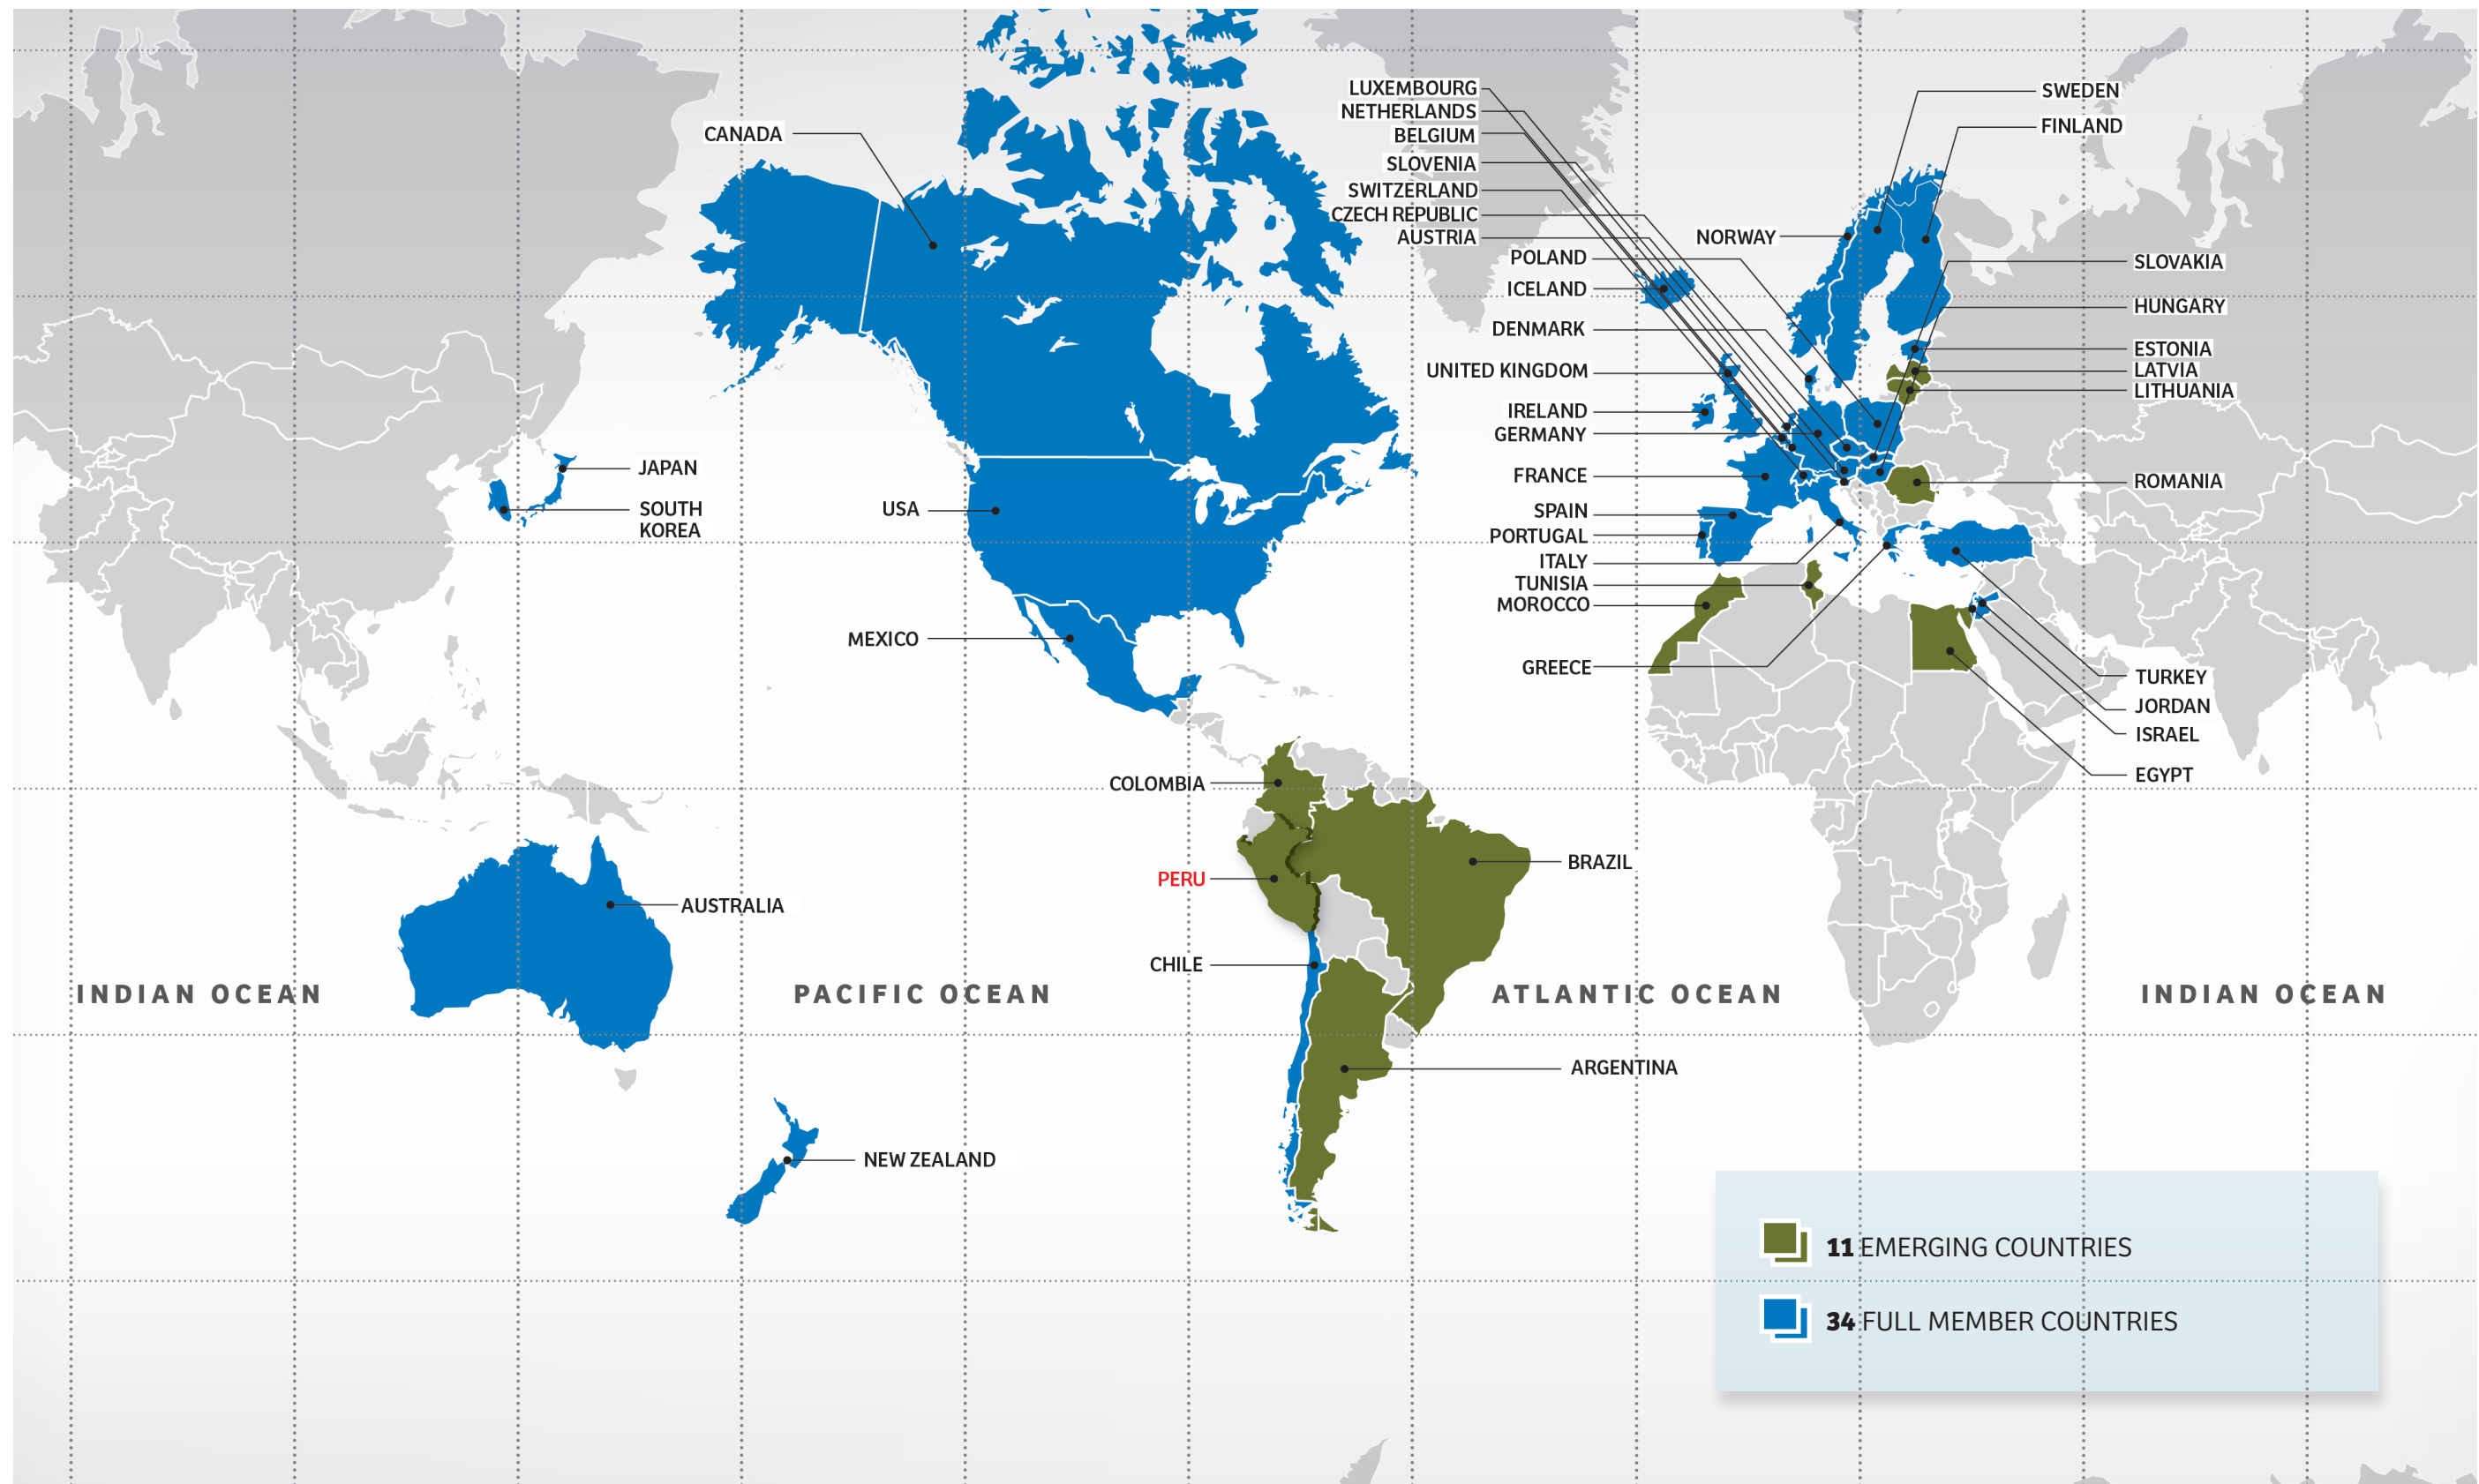 LUXEMBOURG
NETHERLANDS
BELGIUM
SLOVENIA
SWITZERLAND
CZECH REPUBLIC
AUSTRIA
POLAND
ICELAND
DENMARK
UNITED KINGDOM
IRELAND
GERMANY
FRANCE
SPAIN
PORTUGAL
ITALY
TUNISIA
MOROCCO
GREECE
SWEDEN
FINLAND
NORWAY
SLOVAKIA
HUNGARY
ESTONIA
LATVIA
LITHUANIA
ROMANIA
TURKEY
JORDAN
ISRAEL
EGYPT
CANADA
JAPAN
SOUTH
KOREA
USA
MEXICO
COLOMBIA
PERU
BRAZIL
CHILE
ARGENTINA
AUSTRALIA
NEW ZEALAND
INDIAN OCEAN
PACIFIC OCEAN
ATLANTIC OCEAN
INDIAN OCEAN
11 EMERGING COUNTRIES
34 FULL MEMBER COUNTRIES